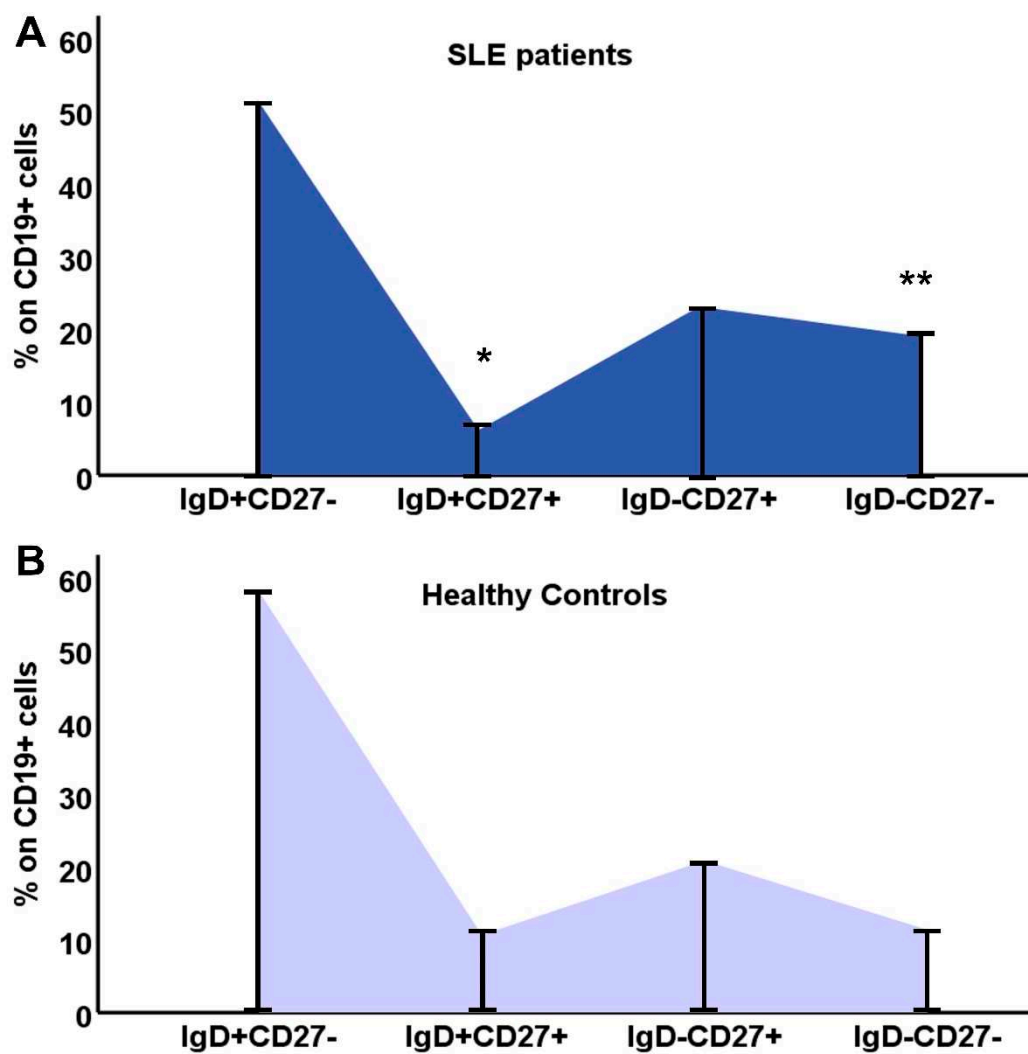 A
SLE patients
% on CD19+ cells
60
50
40
30
20
10
0
*
**
IgD+CD27- IgD+CD27+ IgD-CD27+ IgD-CD27-
B
Healthy Controls
% on CD19+ cells
60
50
40
30
20
10
0
IgD+CD27- IgD+CD27+ IgD-CD27+ IgD-CD27-